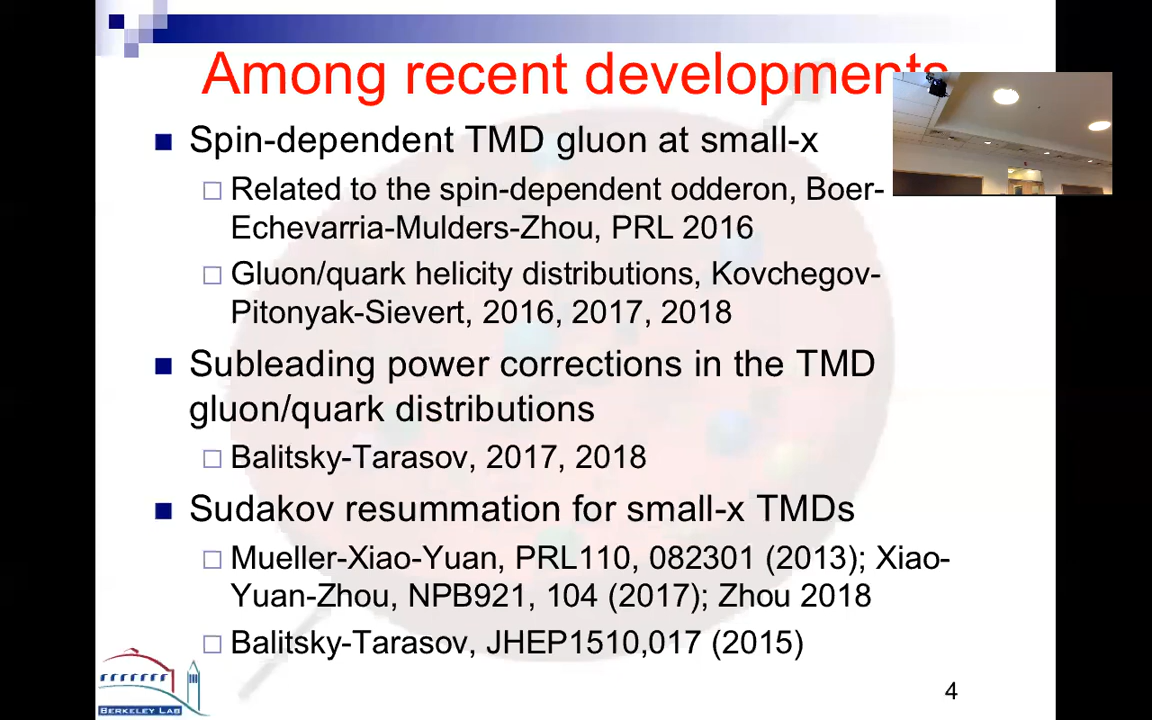 Among recent developments
Spin-dependent TMD gluon at small-x
Related to the spin-dependent odderon, Boer-
Echevarria-Mulders-Zhou, PRL 2016
Gluon/quark helicity distributions, Kovchegov-
Pitonyak-Sievert, 2016, 2017, 2018
Subleading power corrections in the TMD
gluon/quark distributions
Balitsky-Tarasov, 2017, 2018
Sudakov resummation for small-x TMDs
Mueller-Xiao-Yuan, PRL110, 082301 (2013); Xiao-
Yuan-Zhou, NPB921, 104 (2017); Zhou 2018
Balitsky-Tarasov, JHEP1510,017 (2015)
BERKELEY LAB
4